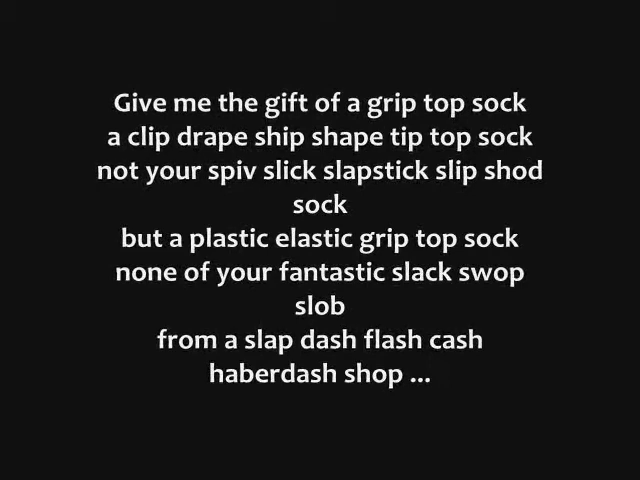 Give me the gift of a grip top sock
a clip drape ship shape tip top sock
not your spiv slick slapstick slip shod
sock
but a plastic elastic grip top sock
none of your fantastic slack swop
slob
from a slap dash flash cash
haberdash shop ...